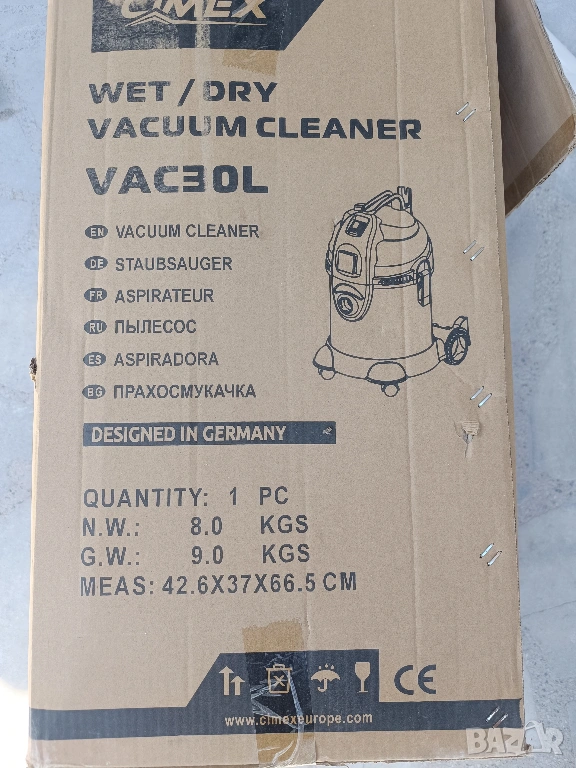 CIMEX
WET / DRY
VACUUM CLEANER
VAC30L
EN VACUUM CLEANER
DE STAUBSAUGER
FR ASPIRATEUR
RU ПЫЛЕСОС
ES ASPIRADORA
BG ПРАХОСМУКАЧКА
DESIGNED IN GERMANY
QUANTITY: 1 PC
N.W.: 8.0 KGS
G.W.: 9.0 KGS
MEAS: 42.6X37X66.5 CM
CE
www.cimexeurope.com
BAZAR